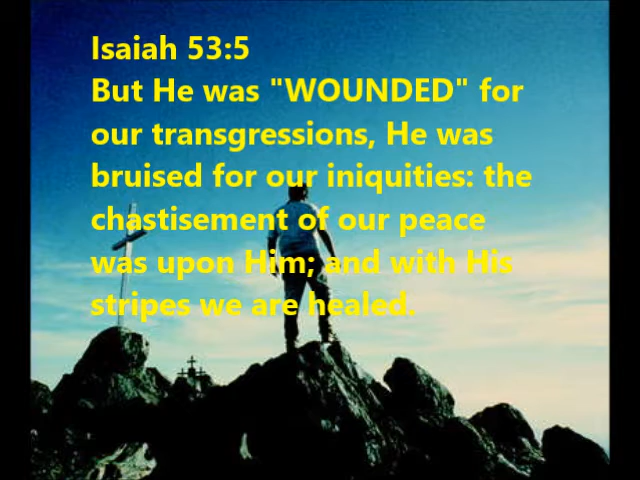 Isaiah 53:5
But He was "WOUNDED" for
our transgressions, He was
bruised for our iniquities: the
chastisement of our peace
was upon Him; and with His
stripes we are healed.